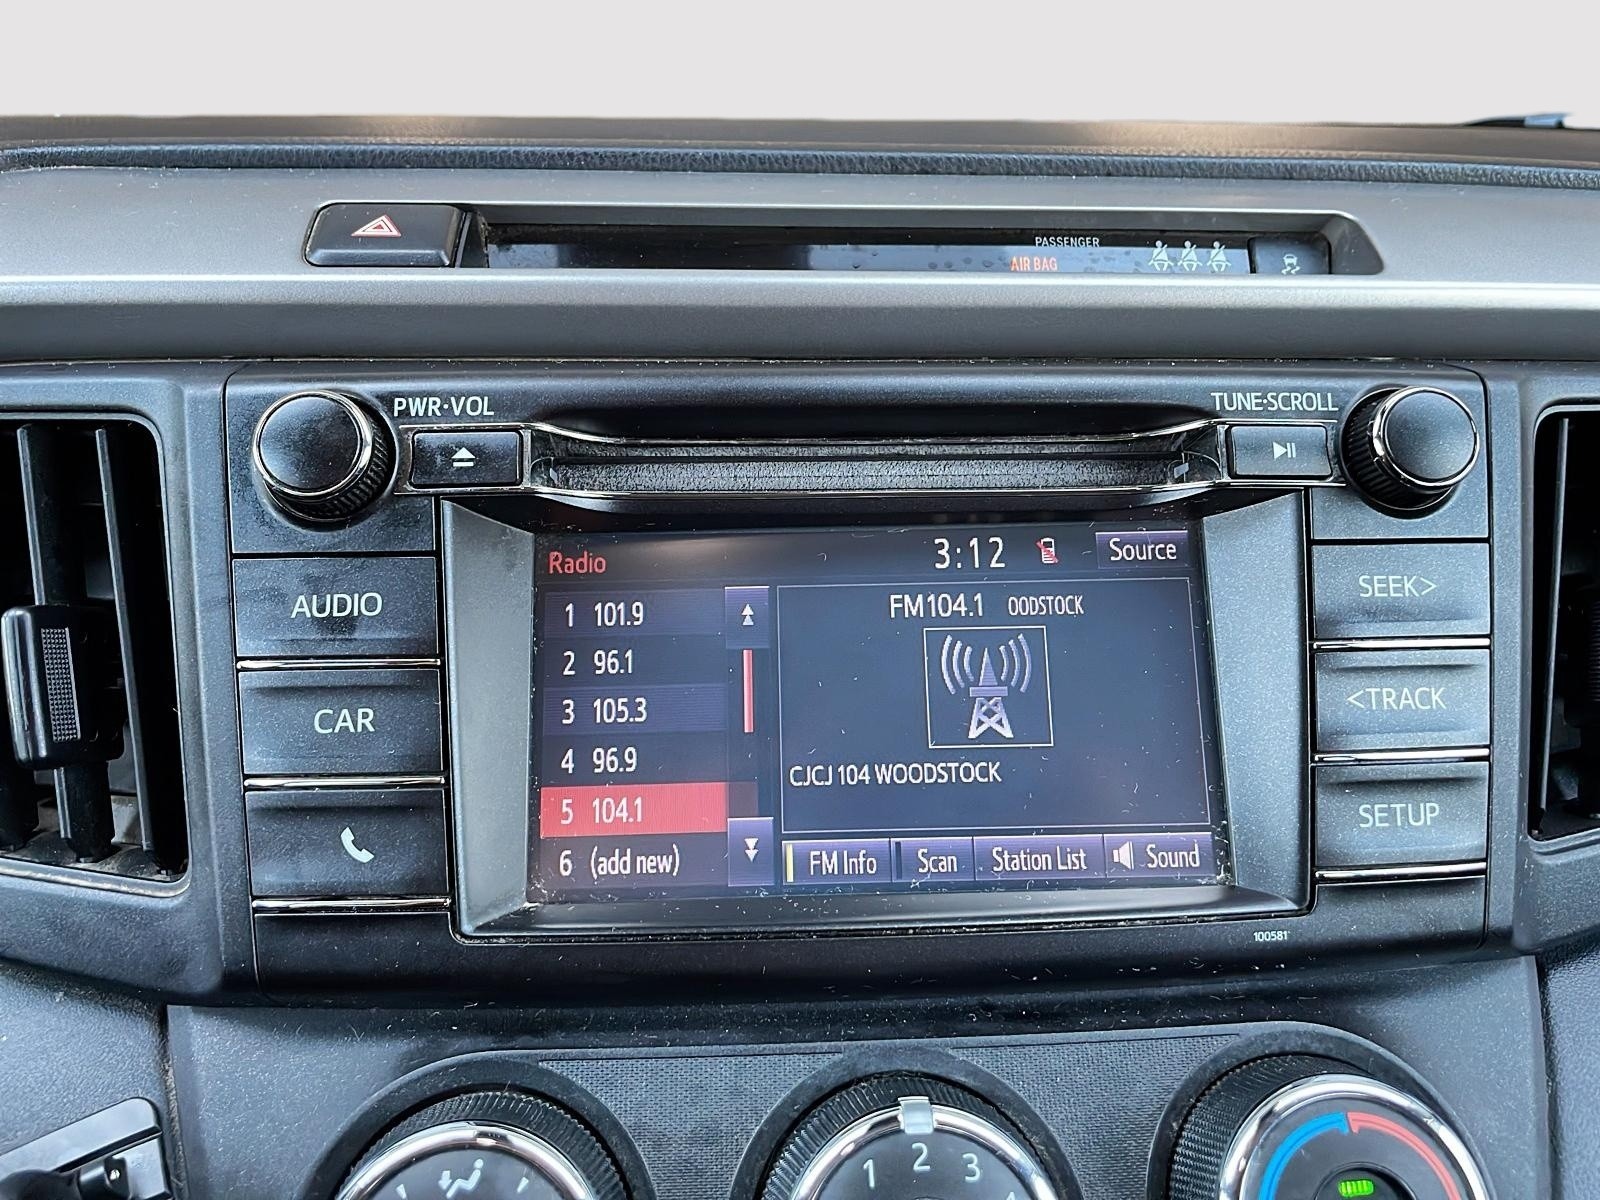 PASSENGER
AIR BAG
PWR·VOL
TUNE·SCROLL
Radio
3:12
Source
AUDIO
CAR
1 101.9
2 96.1
3 105.3
4 96.9
5 104.1
6 (add new)
FM104.1 OODSTOCK
CJCJ 104 WOODSTOCK
FM Info
Scan
Station List
Sound
SEEK>
<TRACK
SETUP
100581
1 2 3